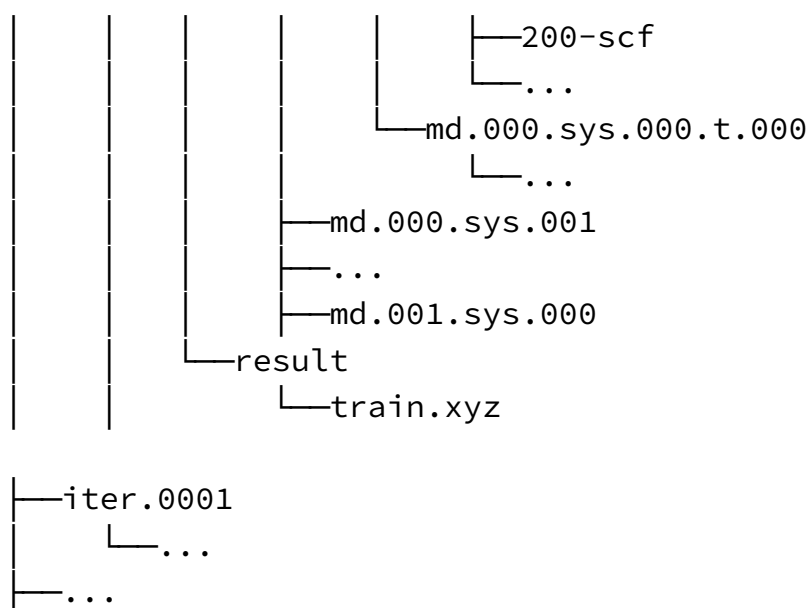 │ │ │ │ │ ├──200-scf
│ │ │ │ │ └──...
│ │ │ │ └──md.000.sys.000.t.000
│ │ │ │ └──...
│ │ │ ├──md.000.sys.001
│ │ │ ├──...
│ │ │ ├──md.001.sys.000
│ │ └──result
│ │ └──train.xyz
├──iter.0001
│ └──...
├──...